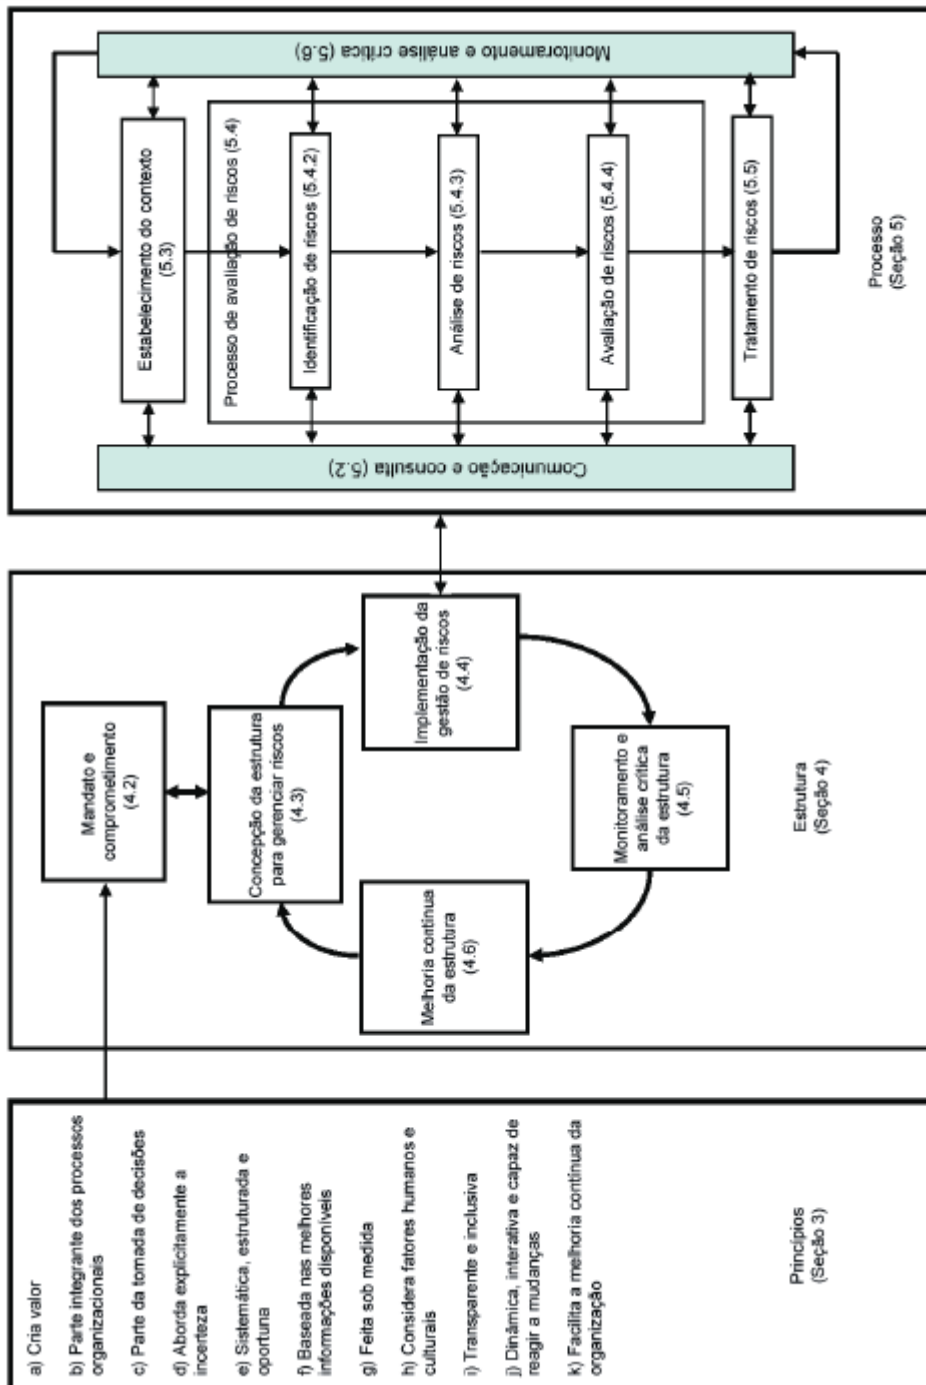 a) Cria valor
b) Parte integrante dos processos
organizacionais
c) Parte da tomada de decisões
d) Aborda explicitamente a
incerteza
e) Sistemática, estruturada e
oportuna
f) Baseada nas melhores
informações disponíveis
g) Feita sob medida
h) Considera fatores humanos e
culturais
i) Transparente e inclusiva
j) Dinâmica, interativa e capaz de
reagir a mudanças
k) Facilita a melhoria contínua da
organização
Princípios
(Seção 3)
Mandato e
comprometimento
(4.2)
Concepção da estrutura
para gerenciar riscos
(4.3)
Implementação da
gestão de riscos
(4.4)
Monitoramento e
análise crítica
da estrutura
(4.5)
Melhoria contínua
da estrutura
(4.6)
Estrutura
(Seção 4)
Comunicação e consulta (5.2)
Estabelecimento do contexto
(5.3)
Processo de avaliação de riscos (5.4)
Identificação de riscos (5.4.2)
Análise de riscos (5.4.3)
Avaliação de riscos (5.4.4)
Tratamento de riscos (5.5)
Monitoramento e análise crítica (5.6)
Processo
(Seção 5)